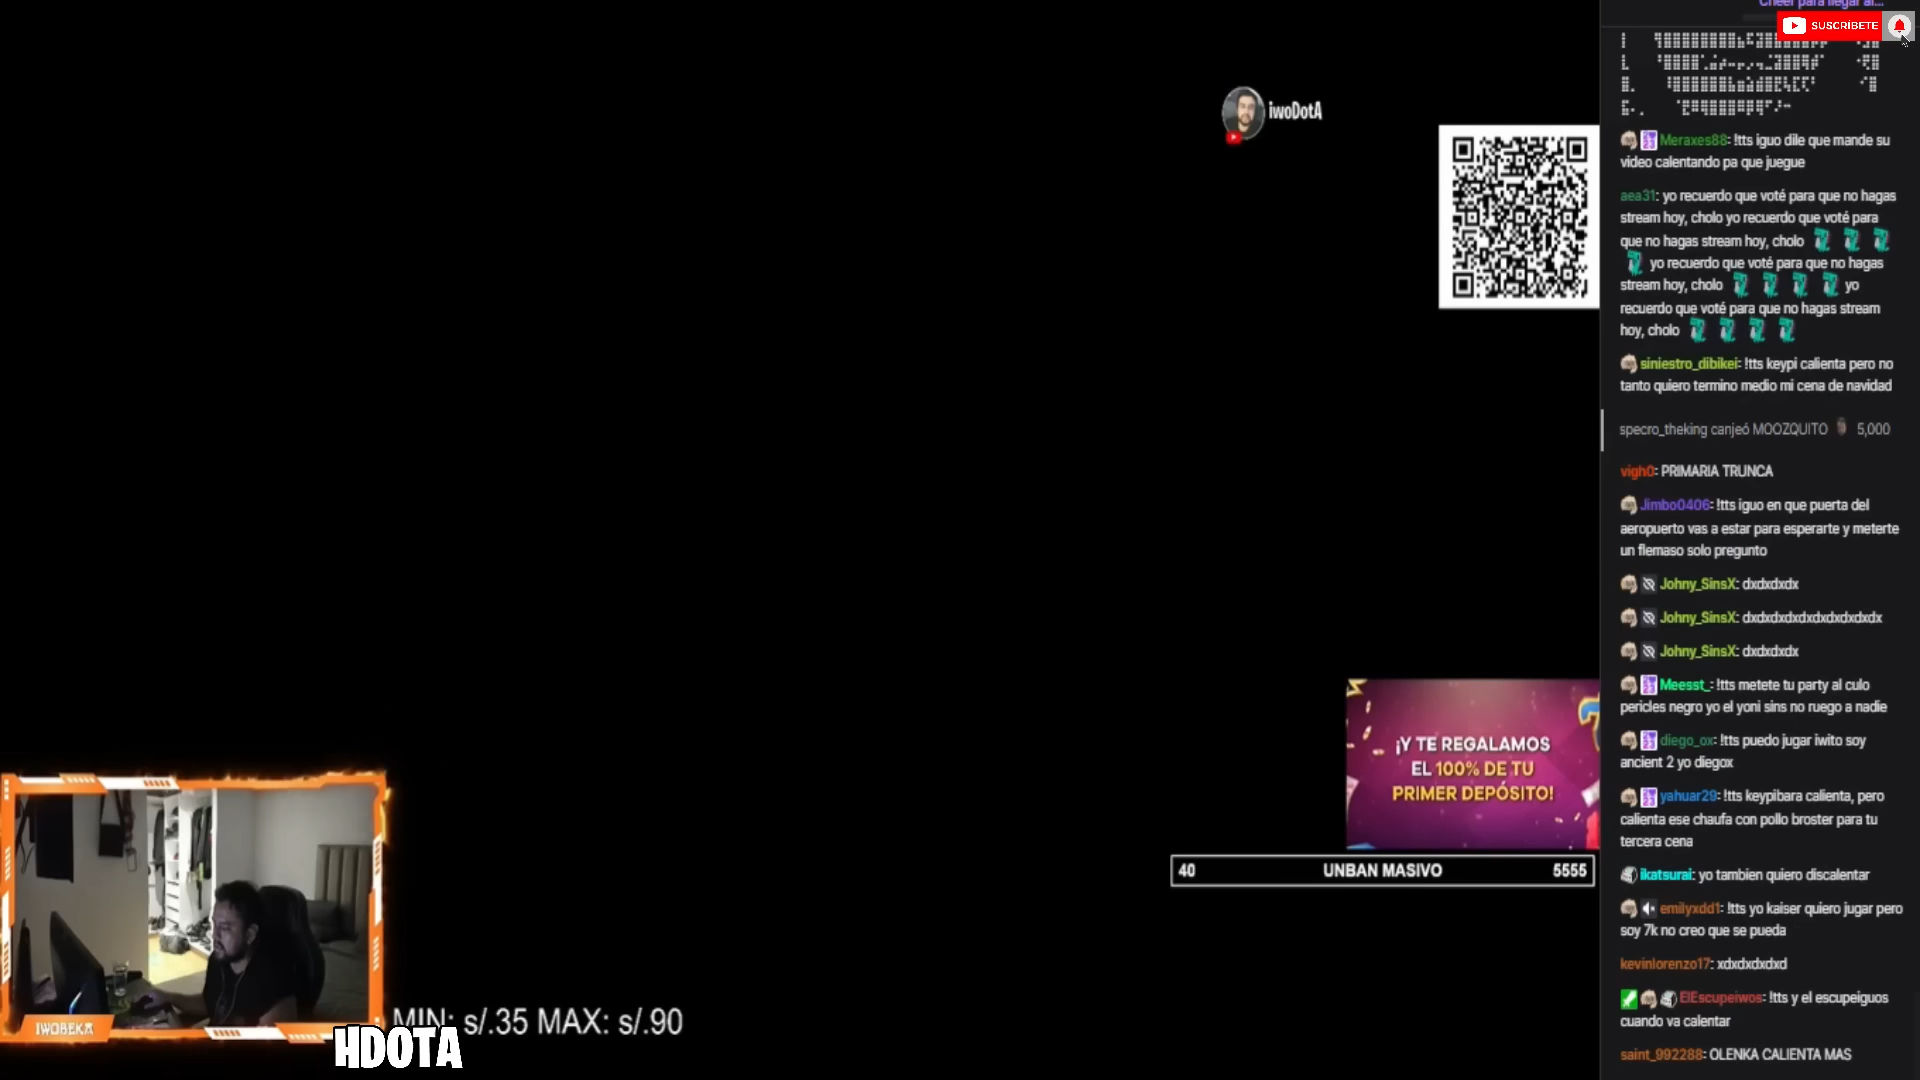 Cheer para llegar al...
SUSCRÍBETE
iwoDotA
Meraxes88: !tts iguo dile que mande su
video calentando pa que juegue
aea31: yo recuerdo que voté para que no hagas
stream hoy, cholo yo recuerdo que voté para
que no hagas stream hoy, cholo
yo recuerdo que voté para que no hagas
stream hoy, cholo yo
recuerdo que voté para que no hagas stream
hoy, cholo
siniestro_dibikei: !tts keypi calienta pero no
tanto quiero termino medio mi cena de navidad
specro_theking canjeó MOOZQUITO 5,000
vigh0: PRIMARIA TRUNCA
Jimbo0406: !tts iguo en que puerta del
aeropuerto vas a estar para esperarte y meterte
un flemaso solo pregunto
Johny_SinsX: dxdxdxdx
Johny_SinsX: dxdxdxdxdxdxdxdxdxdx
Johny_SinsX: dxdxdxdx
Meesst_: !tts metete tu party al culo
pericles negro yo el yoni sins no ruego a nadie
diego_ox: !tts puedo jugar iwito soy
ancient 2 yo diegox
yahuar29: !tts keypibara calienta, pero
calienta ese chaufa con pollo broster para tu
tercera cena
ikatsurai: yo tambien quiero discalentar
emilyxdd1: !tts yo kaiser quiero jugar pero
soy 7k no creo que se pueda
kevinlorenzo17: xdxdxdxdxd
ElEscupeiwos: !tts y el escupeiguos
cuando va calentar
saint_992288: OLENKA CALIENTA MAS
¡Y TE REGALAMOS
EL 100% DE TU
PRIMER DEPÓSITO!
40 UNBAN MASIVO 5555
IWOBEKA
MIN: s/.35 MAX: s/.90
HDOTA